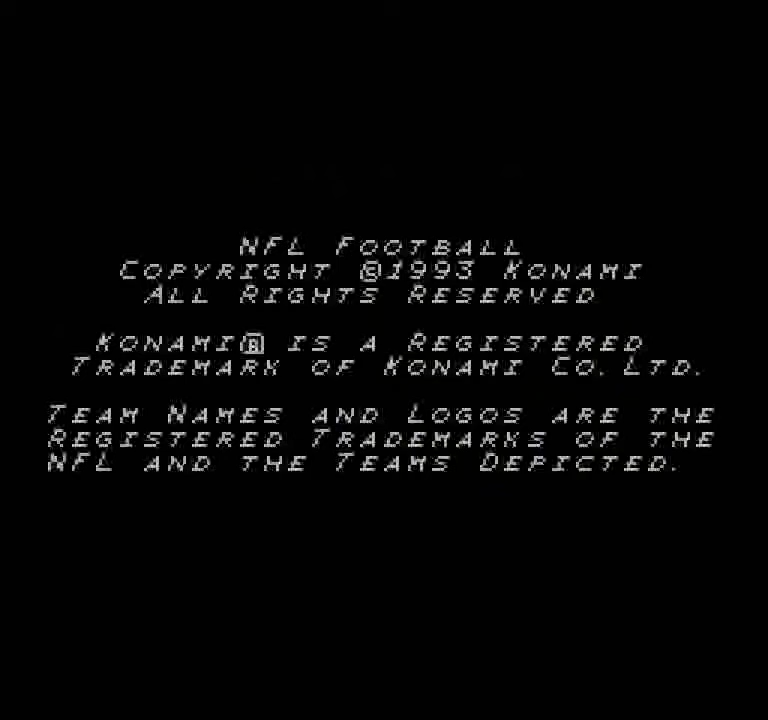 NFL FOOTBALL
COPYRIGHT ©1993 KONAMI
ALL RIGHTS RESERVED
KONAMI® IS A REGISTERED
TRADEMARK OF KONAMI CO. LTD.
TEAM NAMES AND LOGOS ARE THE
REGISTERED TRADEMARKS OF THE
NFL AND THE TEAMS DEPICTED.